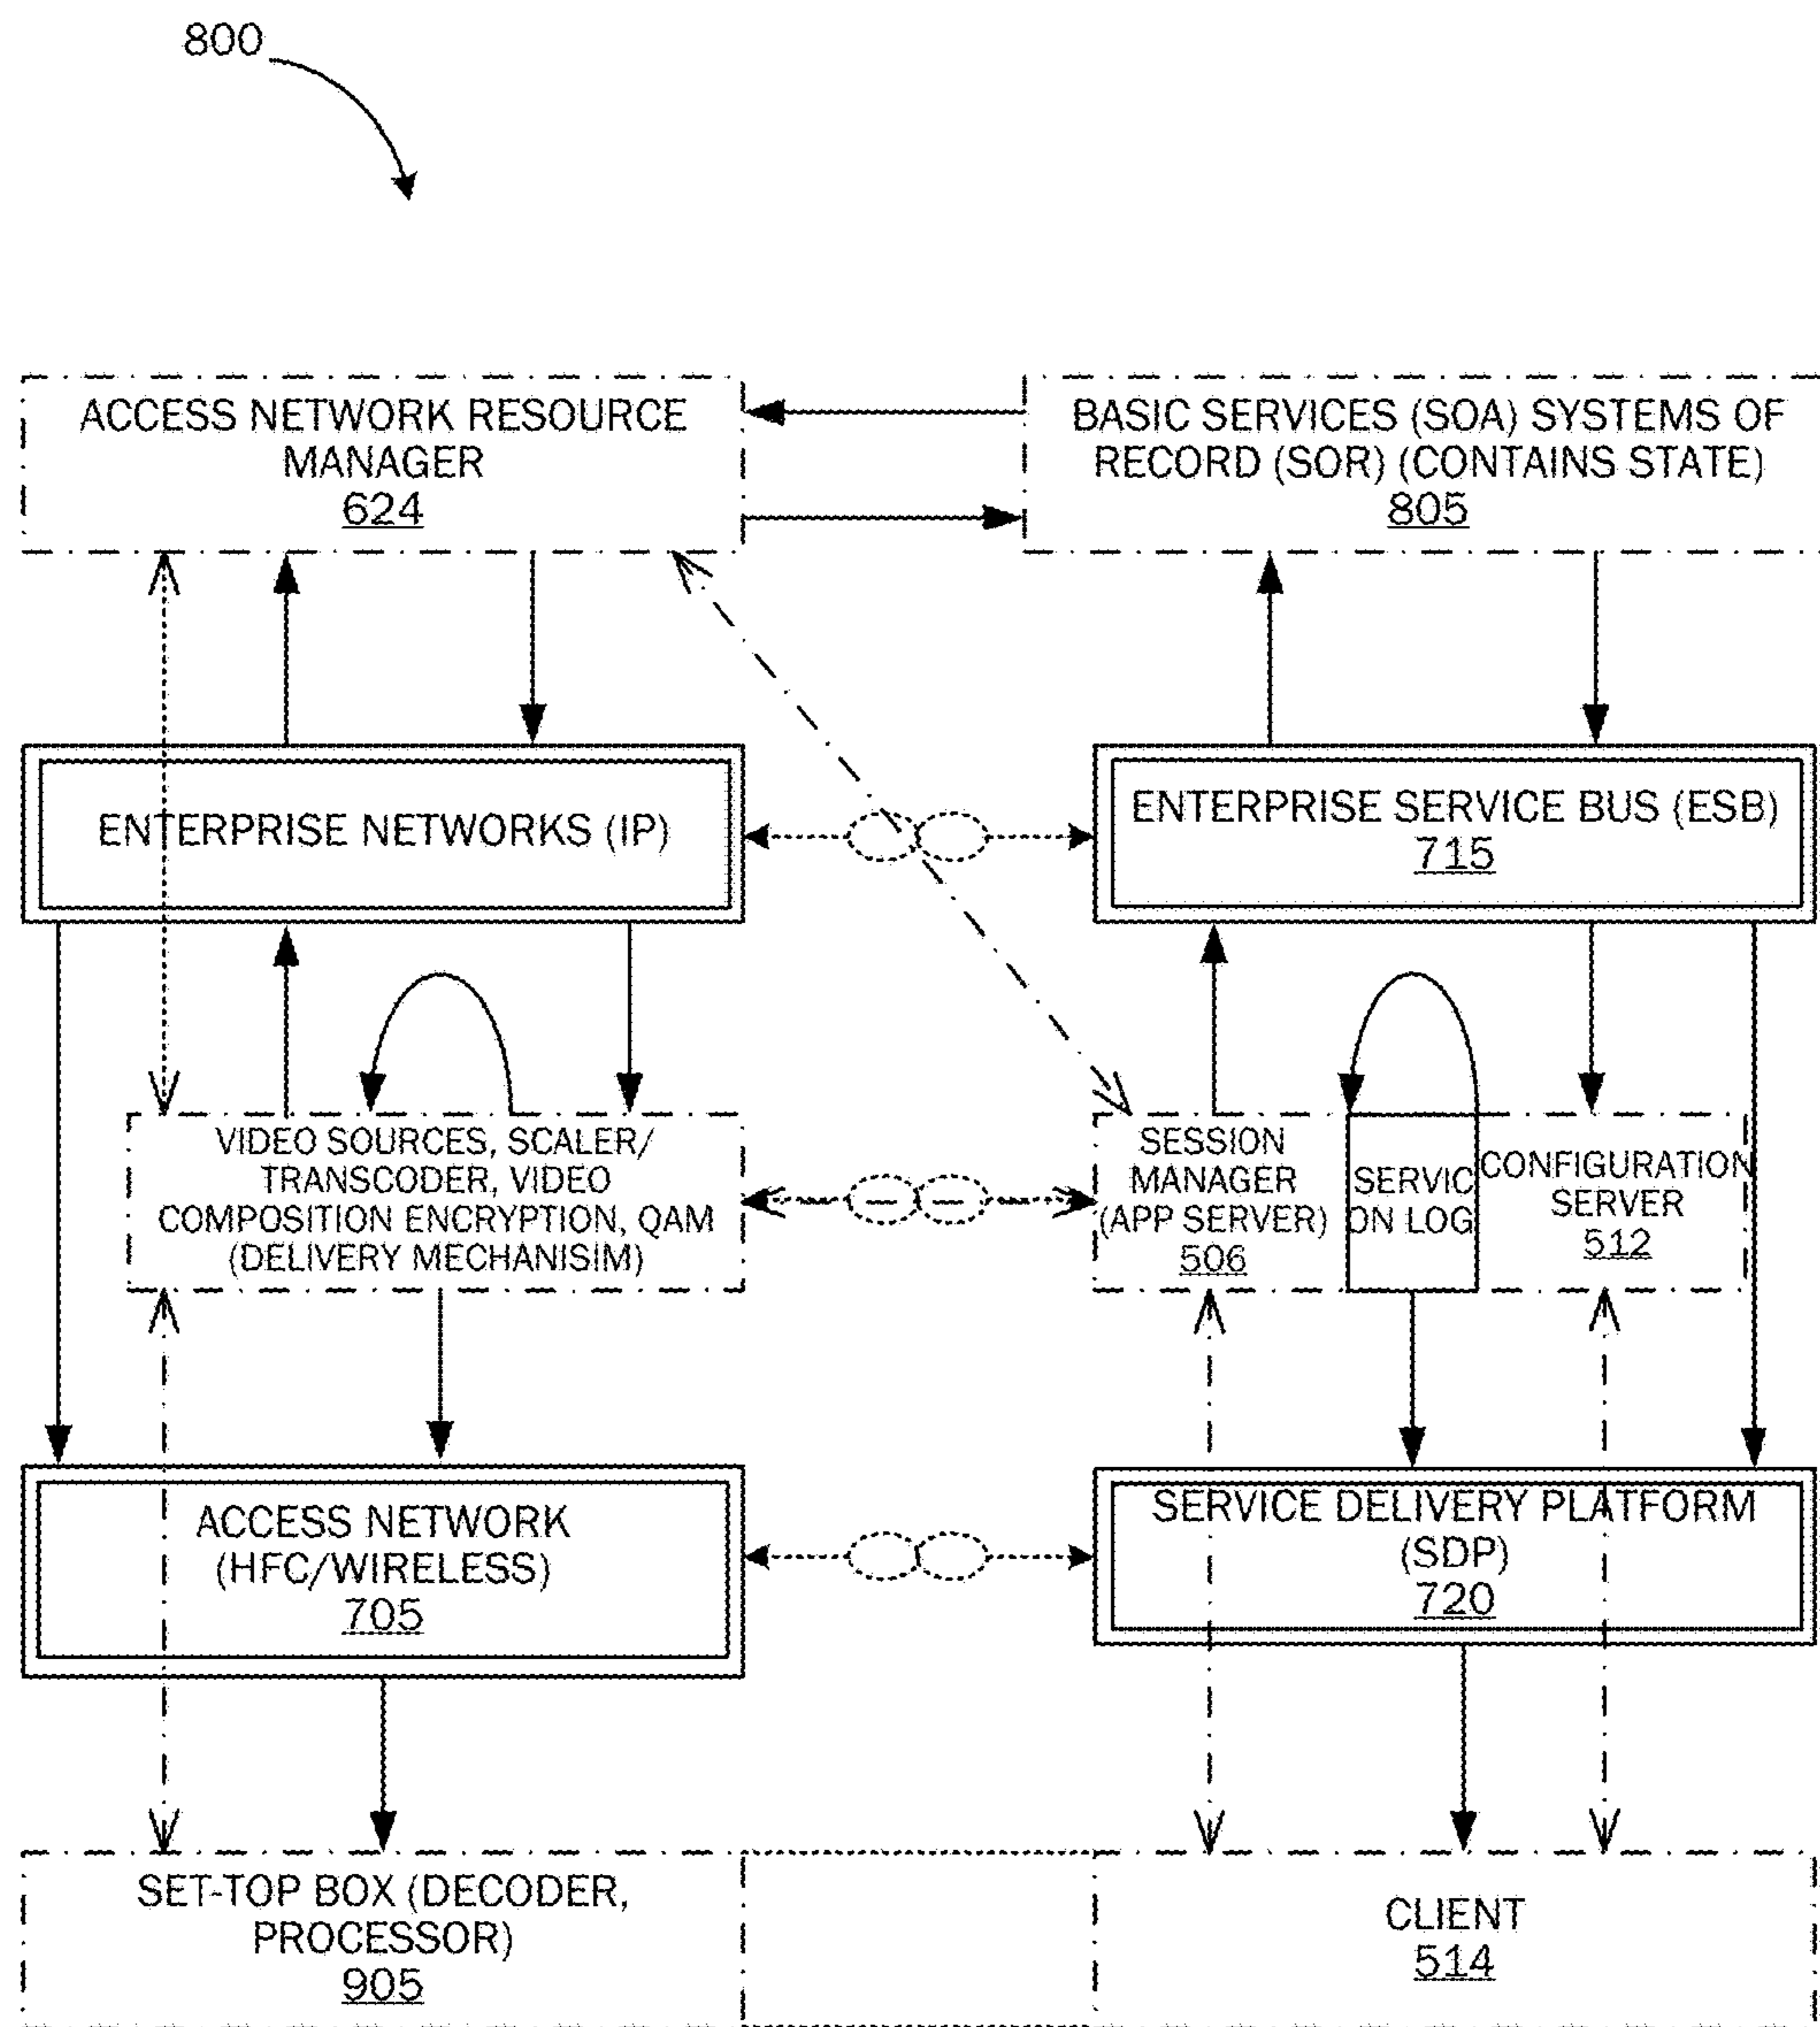 800
ACCESS NETWORK RESOURCE
MANAGER
624
BASIC SERVICES (SOA) SYSTEMS OF
RECORD (SOR) (CONTAINS STATE)
805
ENTERPRISE NETWORKS (IP)
ENTERPRISE SERVICE BUS (ESB)
715
VIDEO SOURCES, SCALER/
TRANSCODER, VIDEO
COMPOSITION ENCRYPTION, QAM
(DELIVERY MECHANISIM)
SESSION
MANAGER
(APP SERVER)
506
SERVIC
ON LOG
CONFIGURATION
SERVER
512
ACCESS NETWORK
(HFC/WIRELESS)
705
SERVICE DELIVERY PLATFORM
(SDP)
720
SET-TOP BOX (DECODER,
PROCESSOR)
905
CLIENT
514